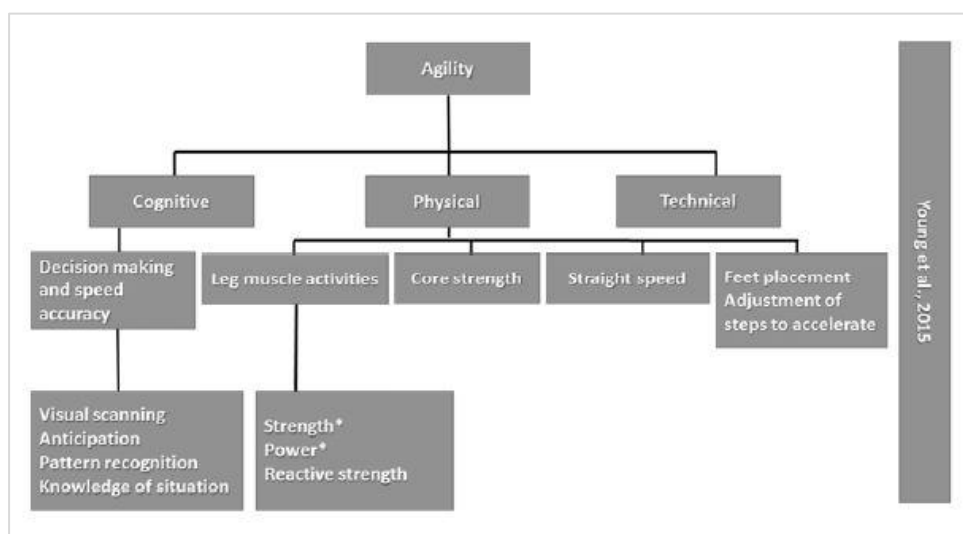 Agility
Cognitive
Physical
Technical
Decision making
and speed
accuracy
Leg muscle activities
Core strength
Straight speed
Feet placement
Adjustment of
steps to accelerate
Visual scanning
Anticipation
Pattern recognition
Knowledge of situation
Strength*
Power*
Reactive strength
Young et al., 2015